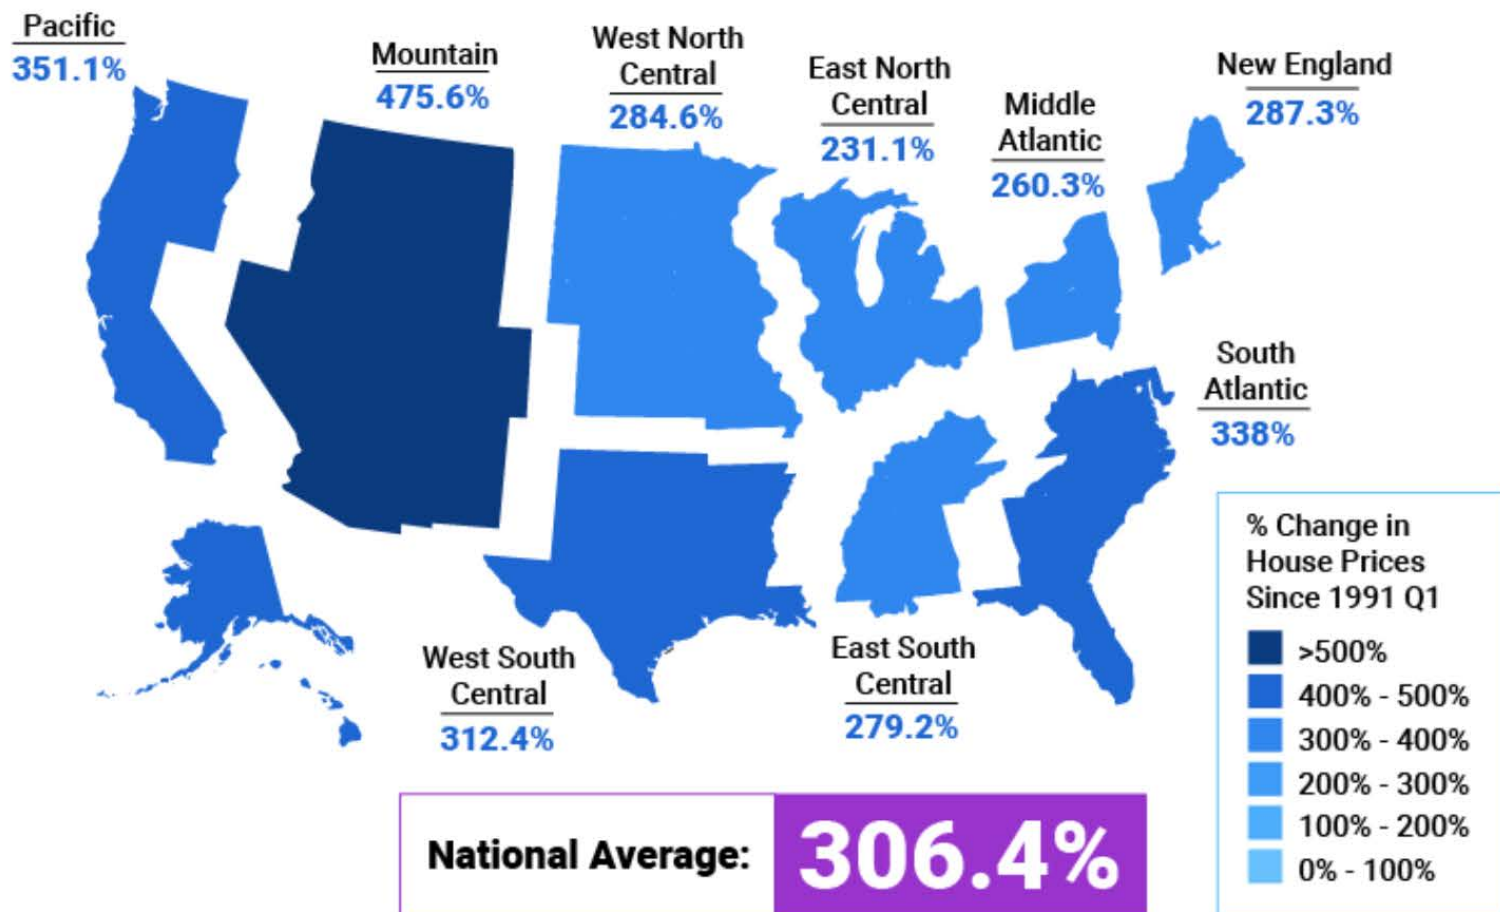 Pacific
351.1%
Mountain
475.6%
West North
Central
284.6%
East North
Central
231.1%
Middle
Atlantic
260.3%
New England
287.3%
South
Atlantic
338%
West South
Central
312.4%
East South
Central
279.2%
% Change in
House Prices
Since 1991 Q1
>500%
400% - 500%
300% - 400%
200% - 300%
100% - 200%
0% - 100%
National Average: 306.4%